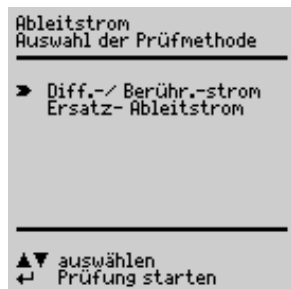 Ableitstrom
Auswahl der Prüfmethode
Diff.-/ Berühr.-strom
Ersatz- Ableitstrom
▲▼ auswählen
↵ Prüfung starten